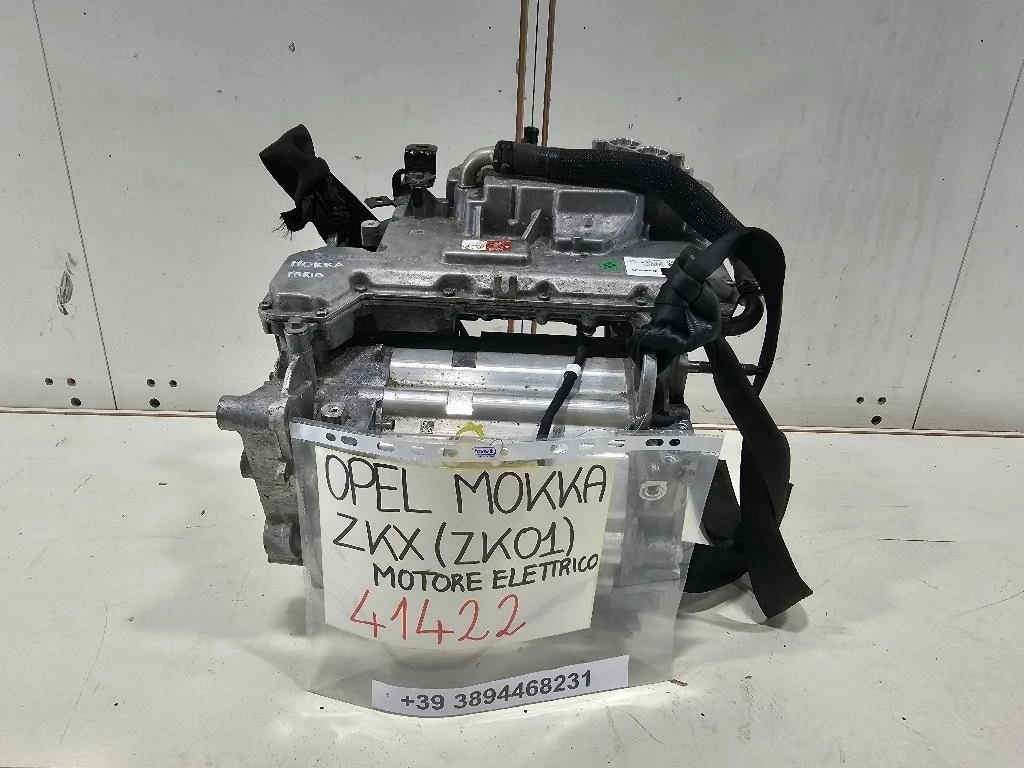 MOKKA
OPEL MOKKA
ZKX (ZK01)
MOTORE ELETTRICO
41422
+39 3894468231